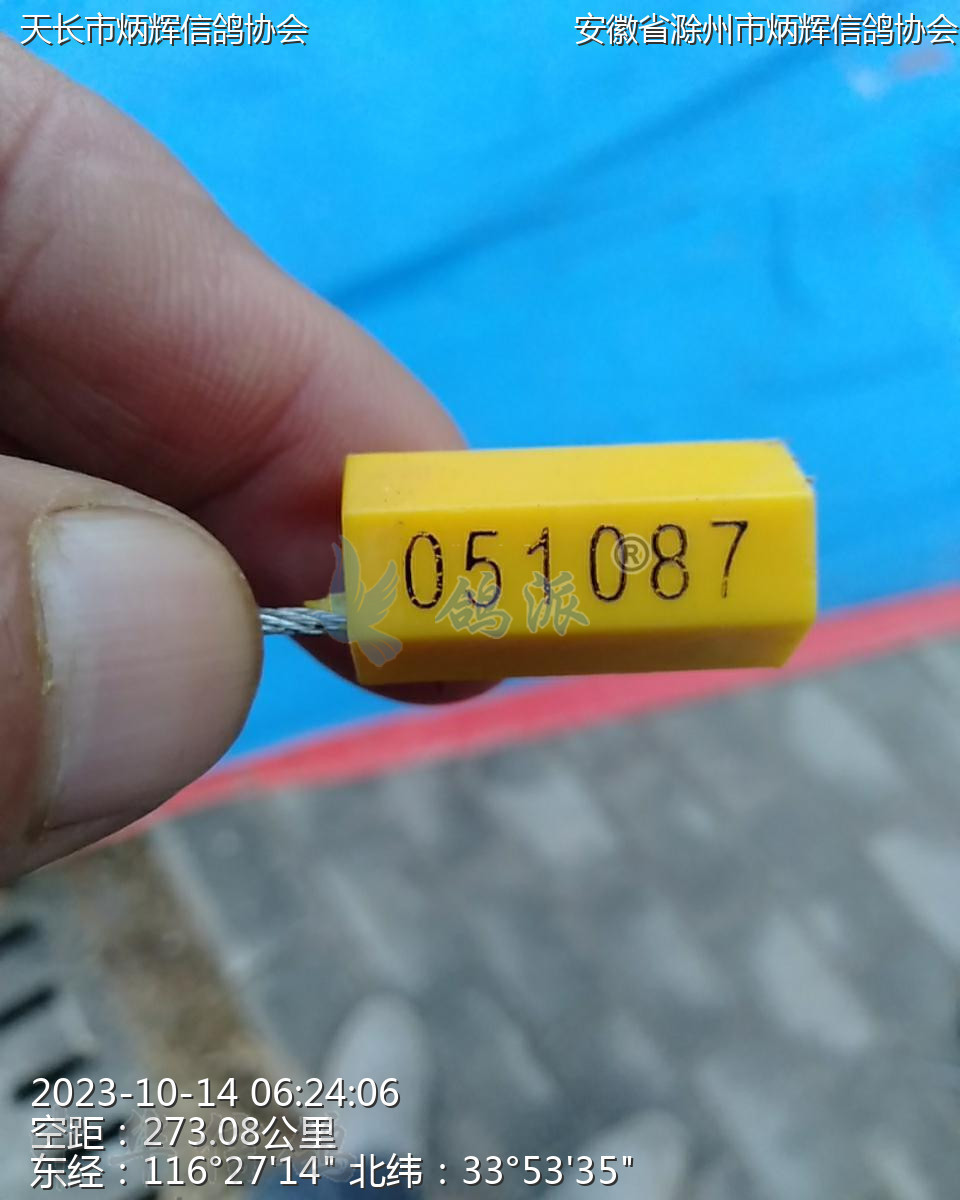 天长市炳辉信鸽协会
安徽省滁州市炳辉信鸽协会
051087
®
鸽派
2023-10-14 06:24:06
空距：273.08公里
东经：116°27'14" 北纬：33°53'35"